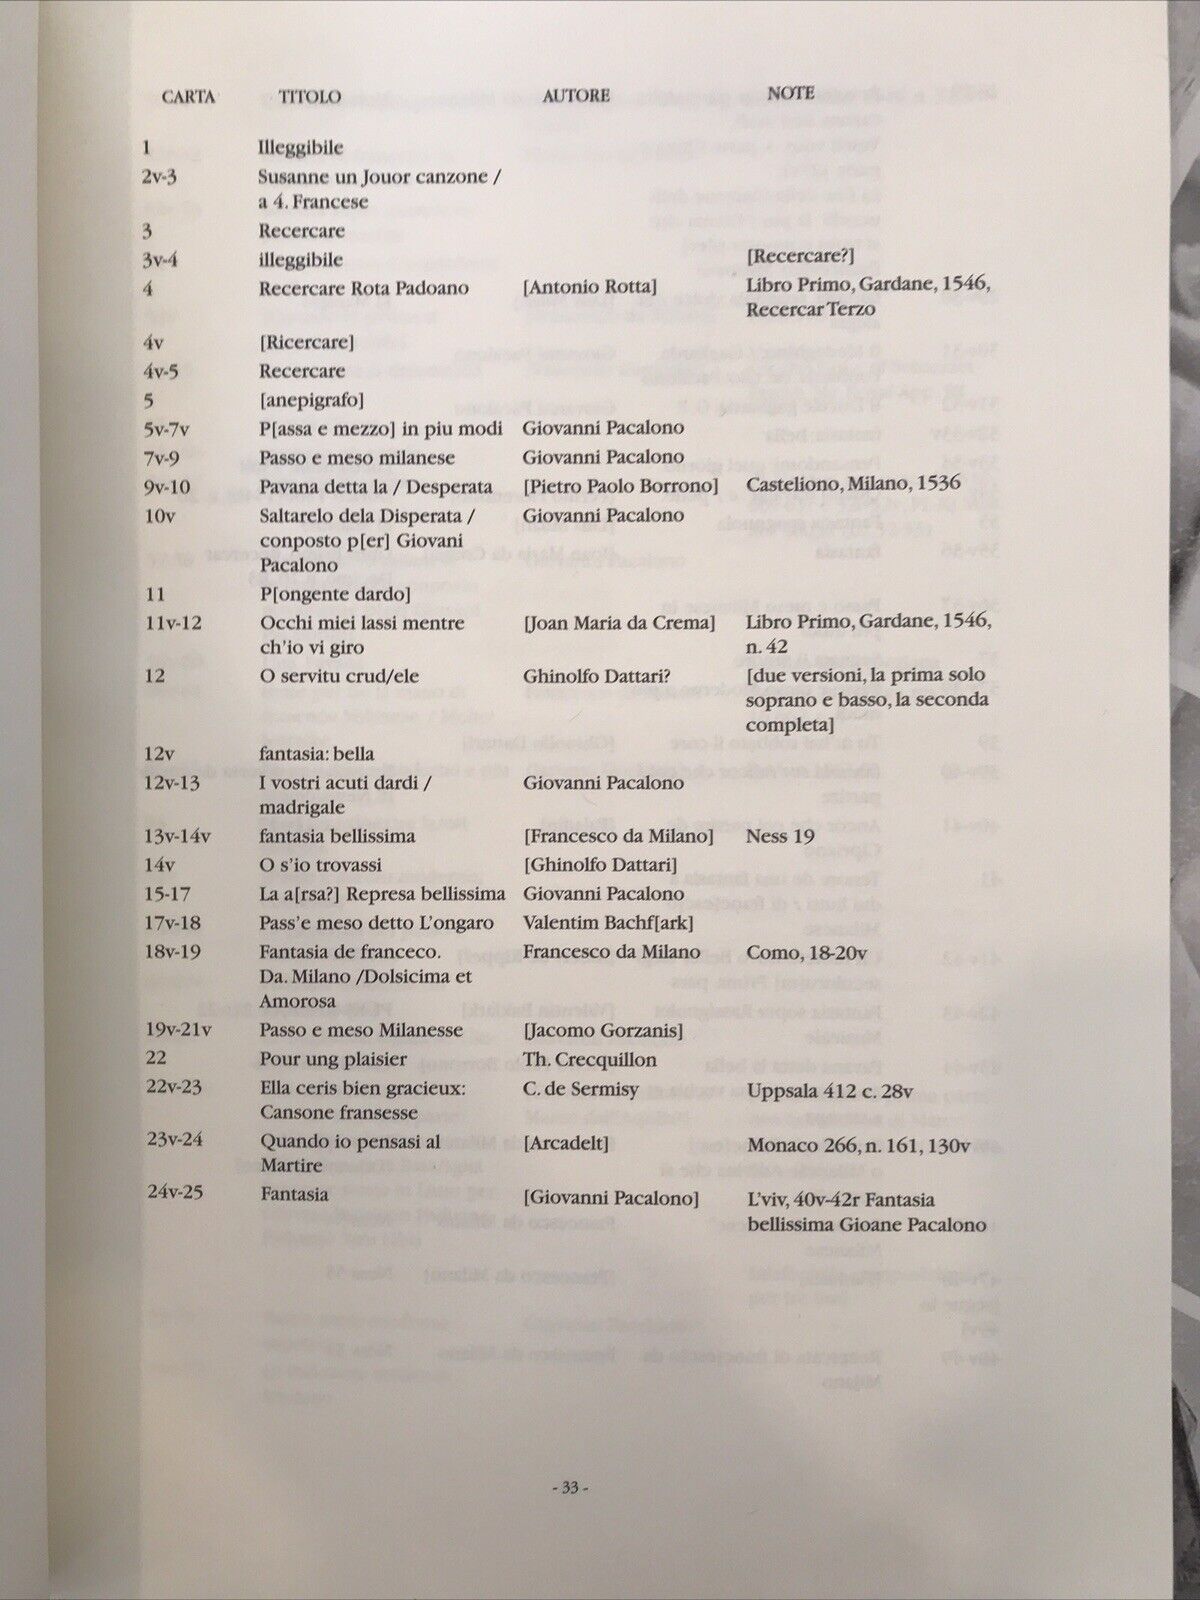 CARTA TITOLO AUTORE NOTE
1 Illeggibile
2v-3 Susanne un Jouor canzone /
a 4. Francese
3 Recercare
3v-4 illeggibile [Recercare?]
4 Recercare Rota Padoano [Antonio Rotta] Libro Primo, Gardane, 1546,
Recercar Terzo
4v [Ricercare]
4v-5 Recercare
5 [anepigrafo]
5v-7v P[assa e mezzo] in piu modi Giovanni Pacalono
7v-9 Passo e meso milanese Giovanni Pacalono
9v-10 Pavana detta la / Desperata [Pietro Paolo Borrono] Casteliono, Milano, 1536
10v Saltarelo dela Disperata / Giovanni Pacalono
conposto p[er] Giovani
Pacalono
11 P[ongente dardo]
11v-12 Occhi miei lassi mentre [Joan Maria da Crema] Libro Primo, Gardane, 1546,
ch'io vi giro n. 42
12 O servitu crud/ele Ghinolfo Dattari? [due versioni, la prima solo
soprano e basso, la seconda
completa]
12v fantasia: bella
12v-13 I vostri acuti dardi / Giovanni Pacalono
madrigale
13v-14v fantasia bellissima [Francesco da Milano] Ness 19
14v O s'io trovassi [Ghinolfo Dattari]
15-17 La a[rsa?] Represa bellissima Giovanni Pacalono
17v-18 Pass'e meso detto L'ongaro Valentim Bachf[ark]
18v-19 Fantasia de franceco. Francesco da Milano Como, 18-20v
Da. Milano /Dolsicima et
Amorosa
19v-21v Passo e meso Milanesse [Jacomo Gorzanis]
22 Pour ung plaisier Th. Crecquillon
22v-23 Ella ceris bien gracieux: C. de Sermisy Uppsala 412 c. 28v
Cansone fransesse
23v-24 Quando io pensasi al [Arcadelt] Monaco 266, n. 161, 130v
Martire
24v-25 Fantasia [Giovanni Pacalono] L'viv, 40v-42r Fantasia
bellissima Gioane Pacalono
- 33 -